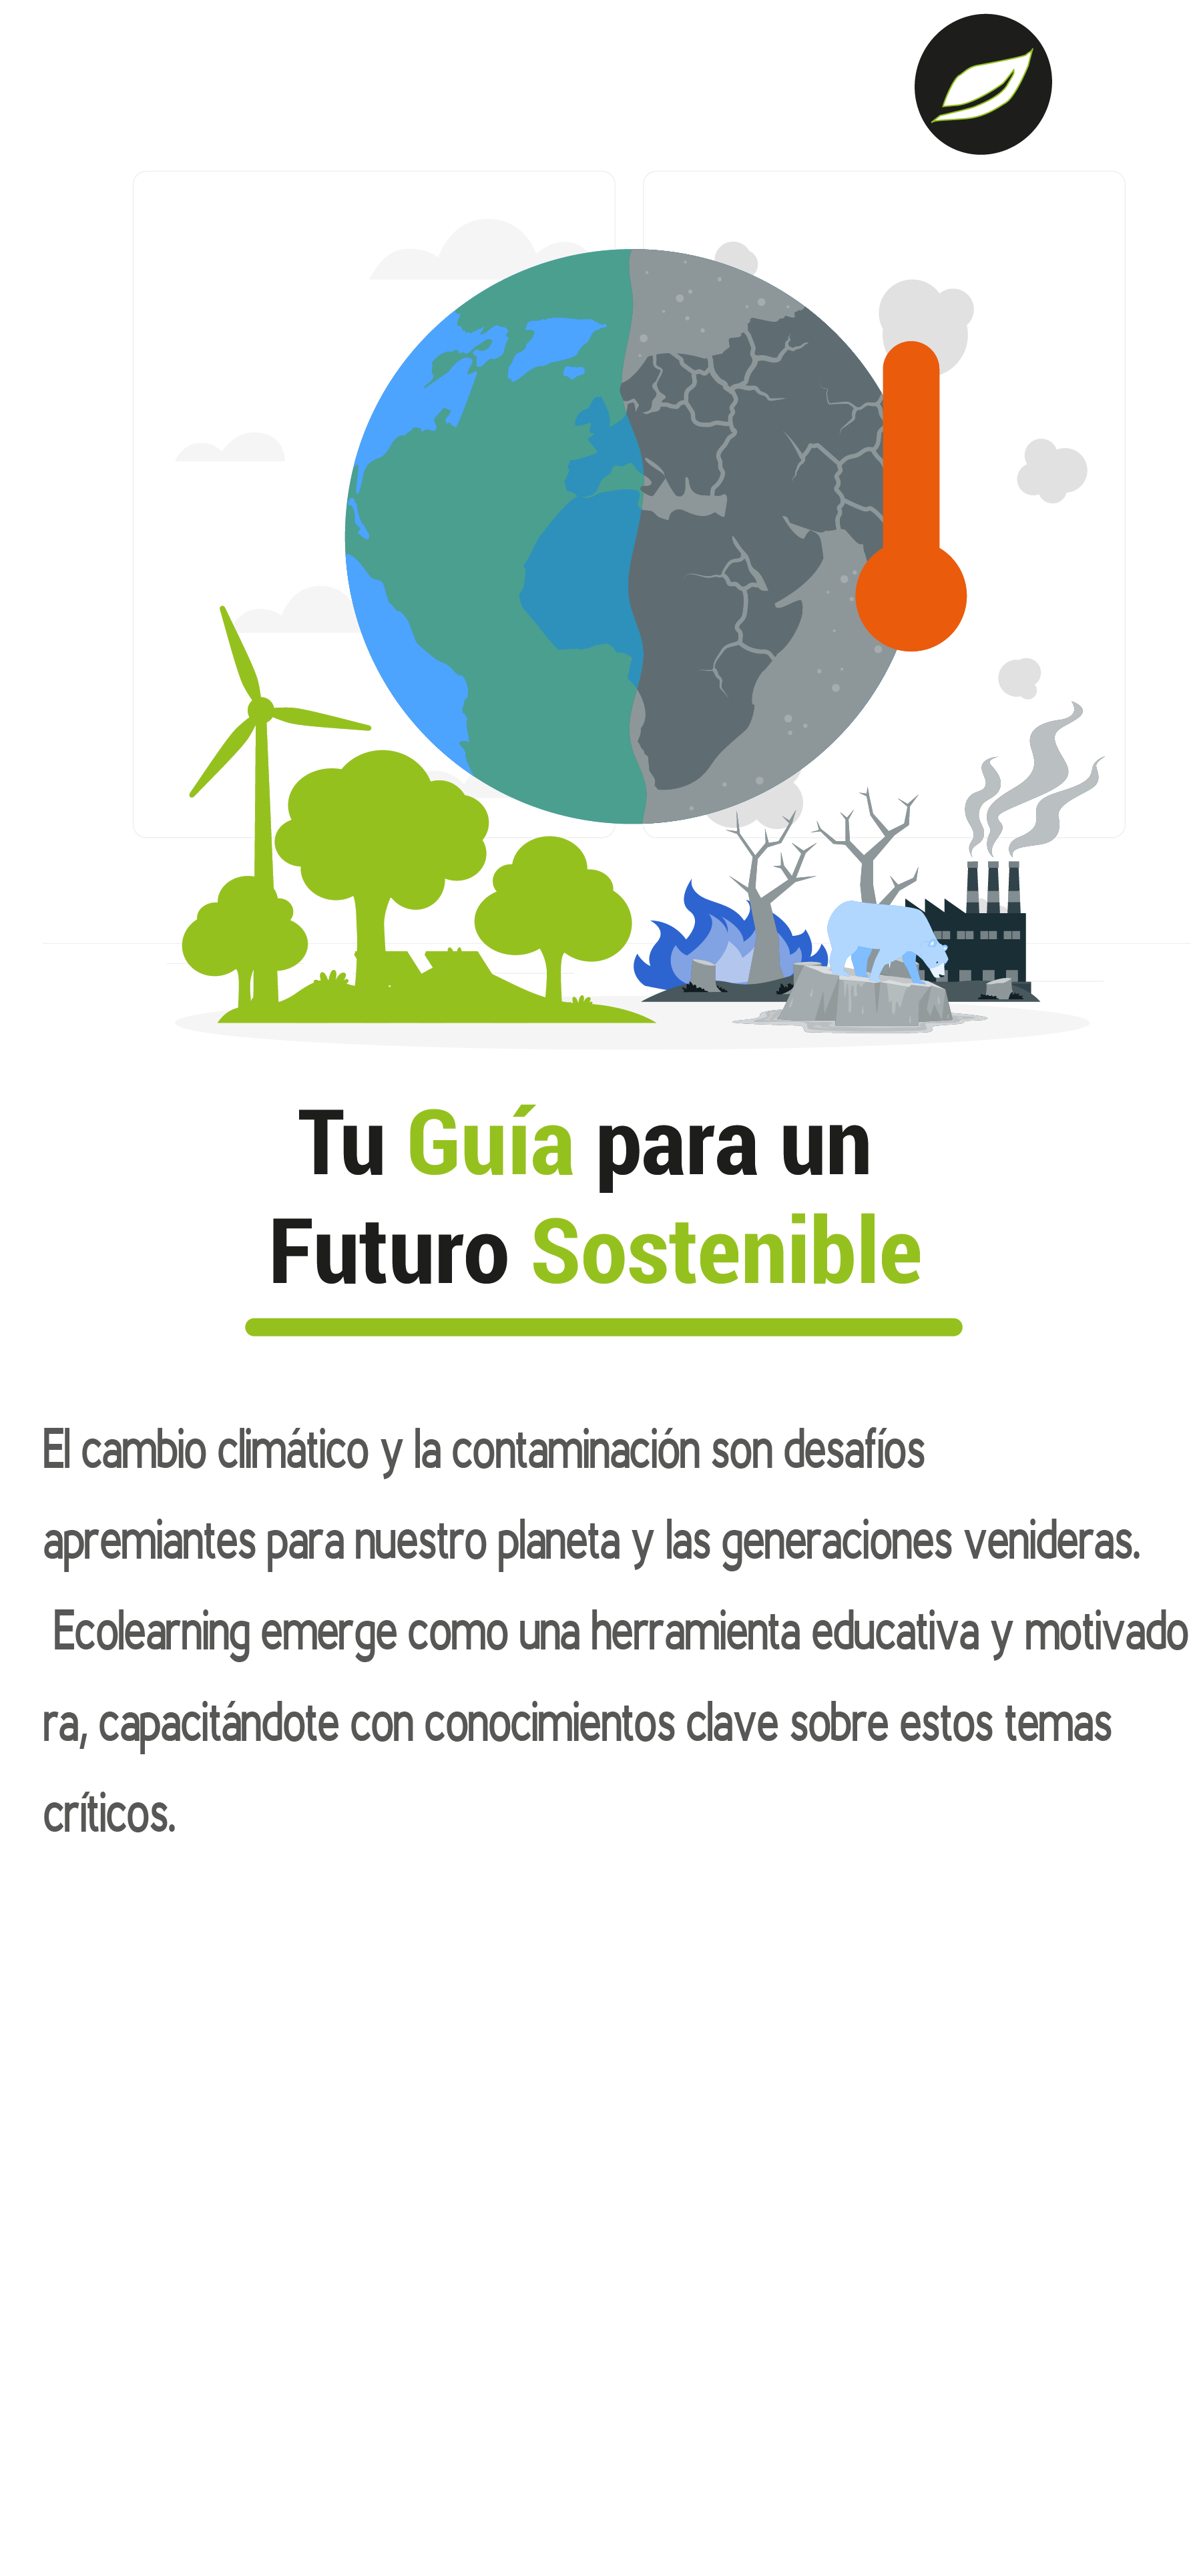 Tu Guía para un
Futuro Sostenible
El cambio climático y la contaminación son desafíos
apremiantes para nuestro planeta y las generaciones venideras.
Ecolearning emerge como una herramienta educativa y motivado
ra, capacitándote con conocimientos clave sobre estos temas
críticos.